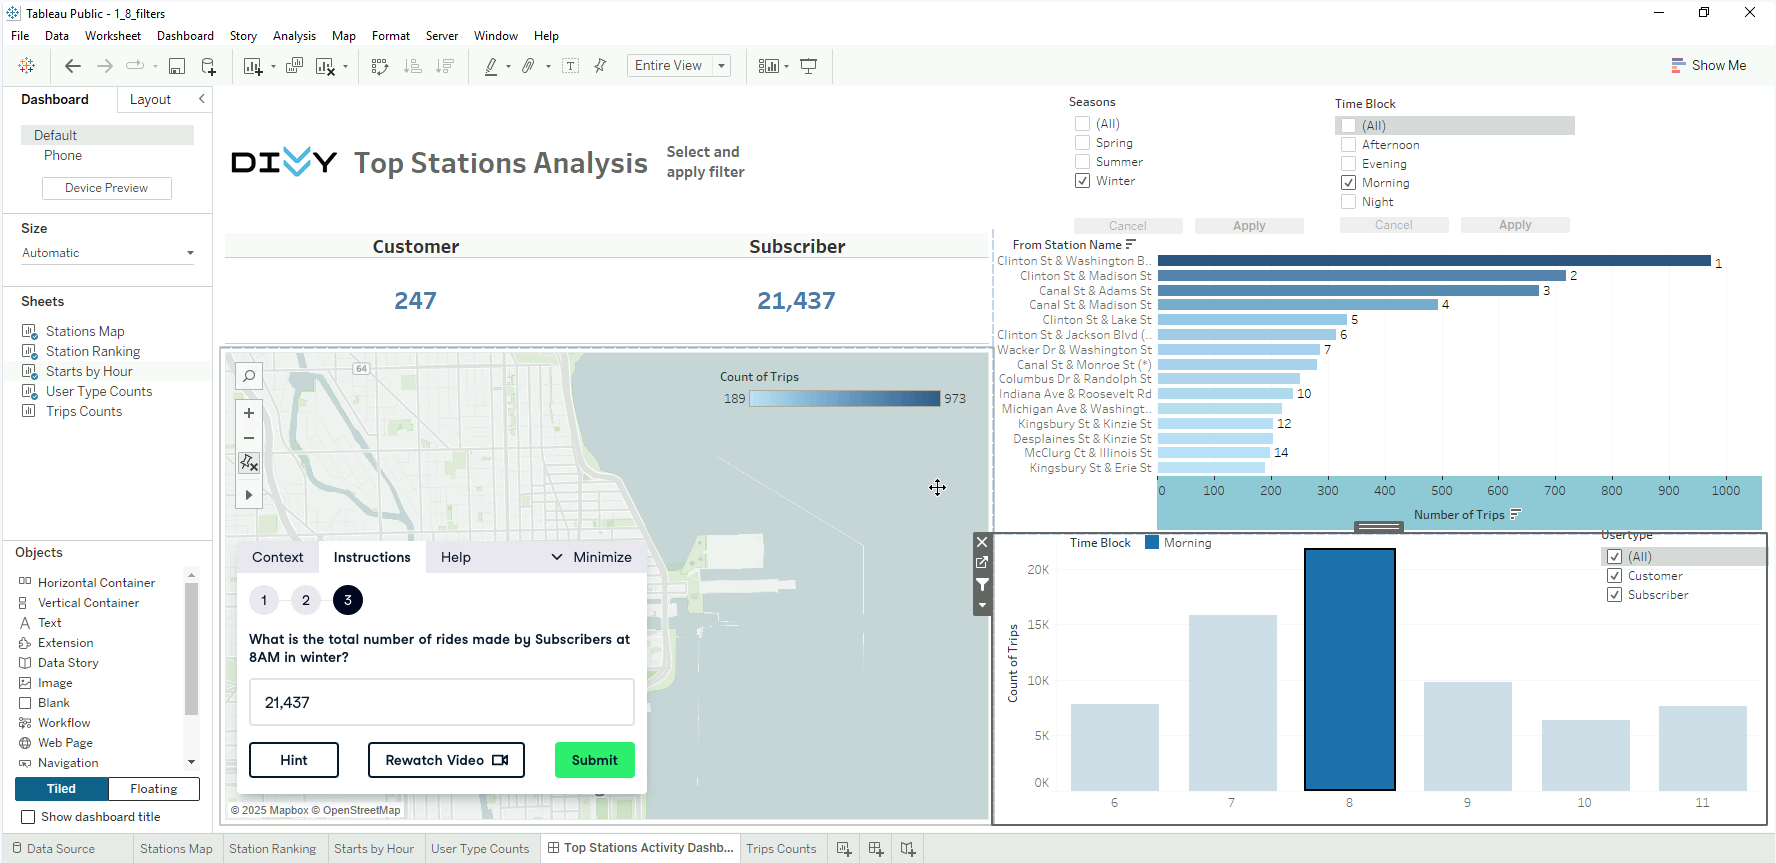 Tableau Public - 1_8_filters
File Data Worksheet Dashboard Story Analysis Map Format Server Window Help
Entire View
Show Me
Dashboard Layout
Default
Phone
Device Preview
Size
Automatic
Sheets
Stations Map
Station Ranking
Starts by Hour
User Type Counts
Trips Counts
Objects
Horizontal Container
Vertical Container
Text
Extension
Data Story
Image
Blank
Workflow
Web Page
Navigation
Tiled Floating
Show dashboard title
DIVVY Top Stations Analysis
Select and
apply filter
Seasons
(All)
Spring
Summer
Winter
Cancel Apply
Time Block
(All)
Afternoon
Evening
Morning
Night
Cancel Apply
Customer Subscriber
247 21,437
64
Count of Trips
189 973
From Station Name
Clinton St & Washington B.. 1
Clinton St & Madison St 2
Canal St & Adams St 3
Canal St & Madison St 4
Clinton St & Lake St 5
Clinton St & Jackson Blvd (.. 6
Wacker Dr & Washington St 7
Canal St & Monroe St (*)
Columbus Dr & Randolph St
Indiana Ave & Roosevelt Rd 10
Michigan Ave & Washingt..
Kingsbury St & Kinzie St 12
Desplaines St & Kinzie St
McClurg Ct & Illinois St 14
Kingsbury St & Erie St
0 100 200 300 400 500 600 700 800 900 1000
Number of Trips
Context Instructions Help Minimize
1 2 3
What is the total number of rides made by Subscribers at
8AM in winter?
21,437
Hint Rewatch Video Submit
© 2025 Mapbox © OpenStreetMap
Time Block Morning
Usertype
(All)
Customer
Subscriber
Count of Trips
20K
15K
10K
5K
0K
6 7 8 9 10 11
Data Source Stations Map Station Ranking Starts by Hour User Type Counts Top Stations Activity Dashb... Trips Counts